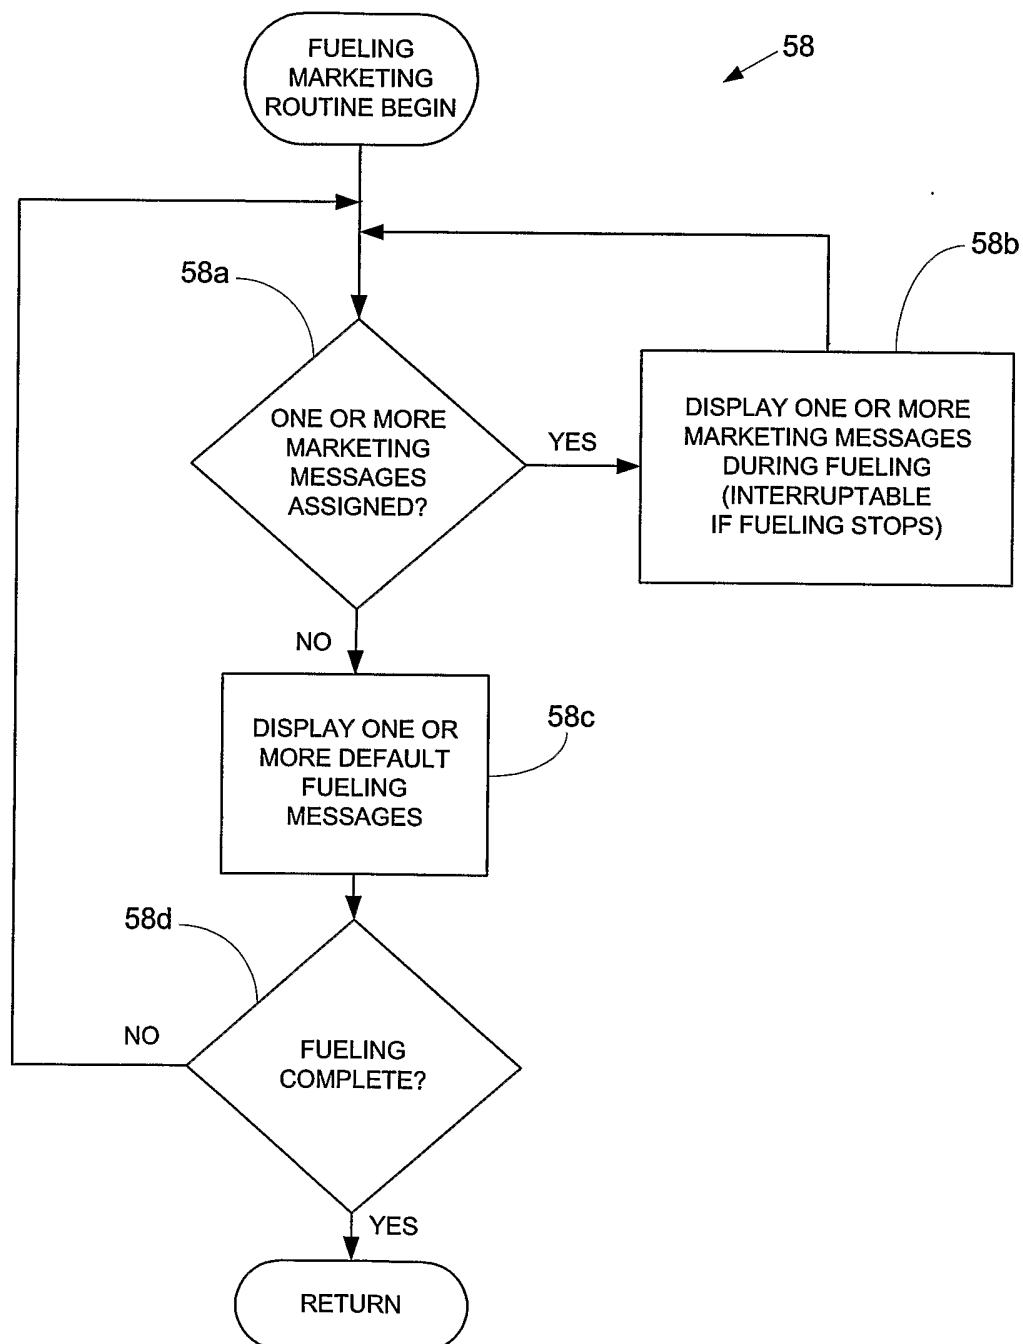 FUELING
MARKETING
ROUTINE BEGIN
58
58a
58b
ONE OR MORE
MARKETING
MESSAGES
ASSIGNED?
YES
DISPLAY ONE OR MORE
MARKETING MESSAGES
DURING FUELING
(INTERRUPTABLE
IF FUELING STOPS)
NO
DISPLAY ONE OR
MORE DEFAULT
FUELING
MESSAGES
58c
58d
NO
FUELING
COMPLETE?
YES
RETURN